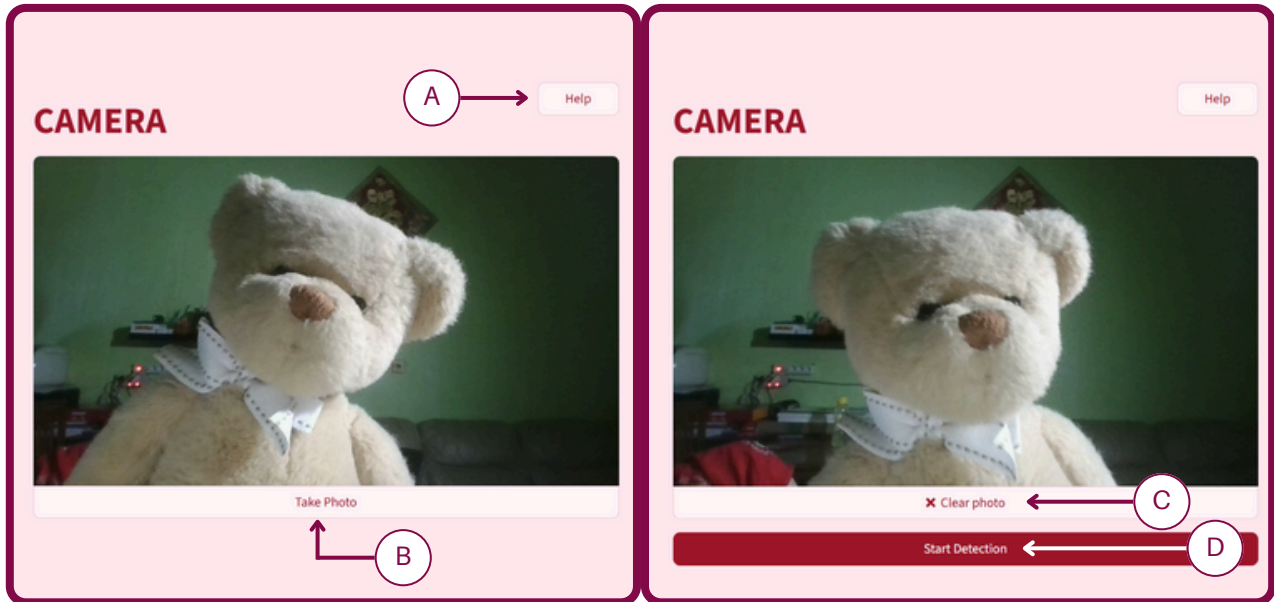 A
Help
CAMERA
Take Photo
B
Help
CAMERA
✖ Clear photo
C
Start Detection
D